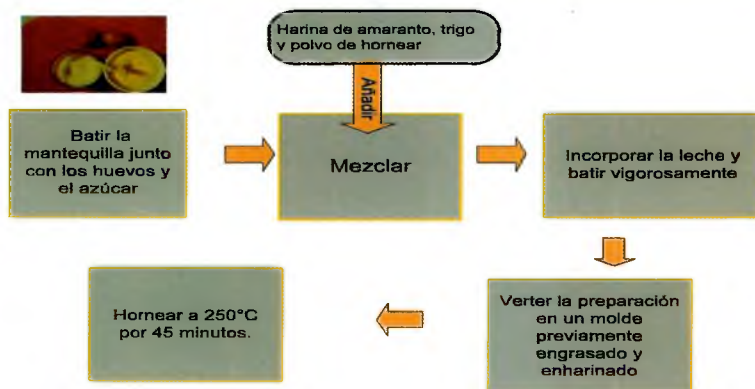 Harina de amaranto, trigo
y polvo de hornear
Añadir
Batir la
mantequilla junto
con los huevos y
el azúcar
Mezclar
Incorporar la leche y
batir vigorosamente
Verter la preparación
en un molde
previamente
engrasado y
enharinado
Hornear a 250°C
por 45 minutos.